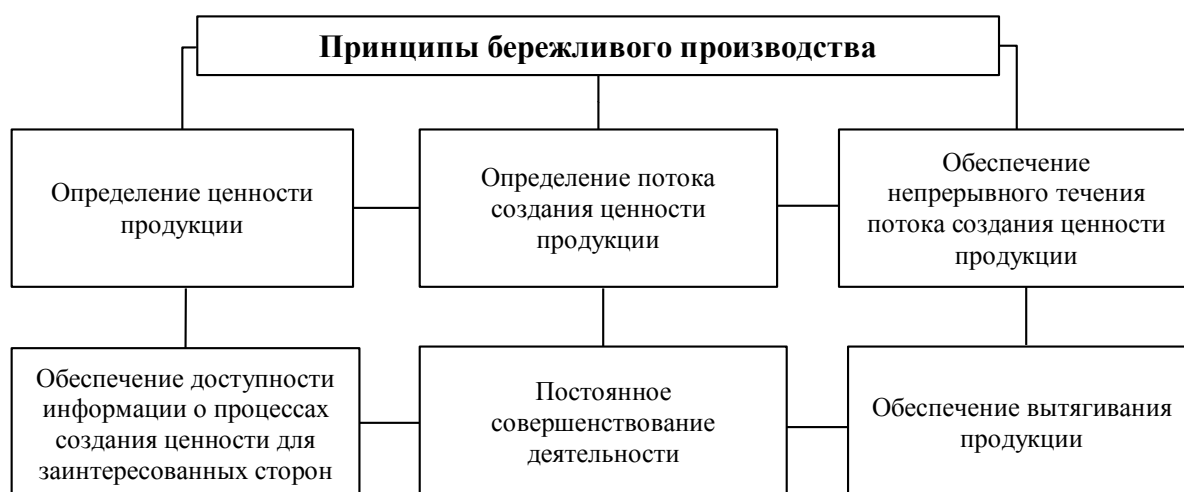 Принципы бережливого производства
Определение ценности
продукции
Определение потока
создания ценности
продукции
Обеспечение
непрерывного течения
потока создания ценности
продукции
Обеспечение доступности
информации о процессах
создания ценности для
заинтересованных сторон
Постоянное
совершенствование
деятельности
Обеспечение вытягивания
продукции